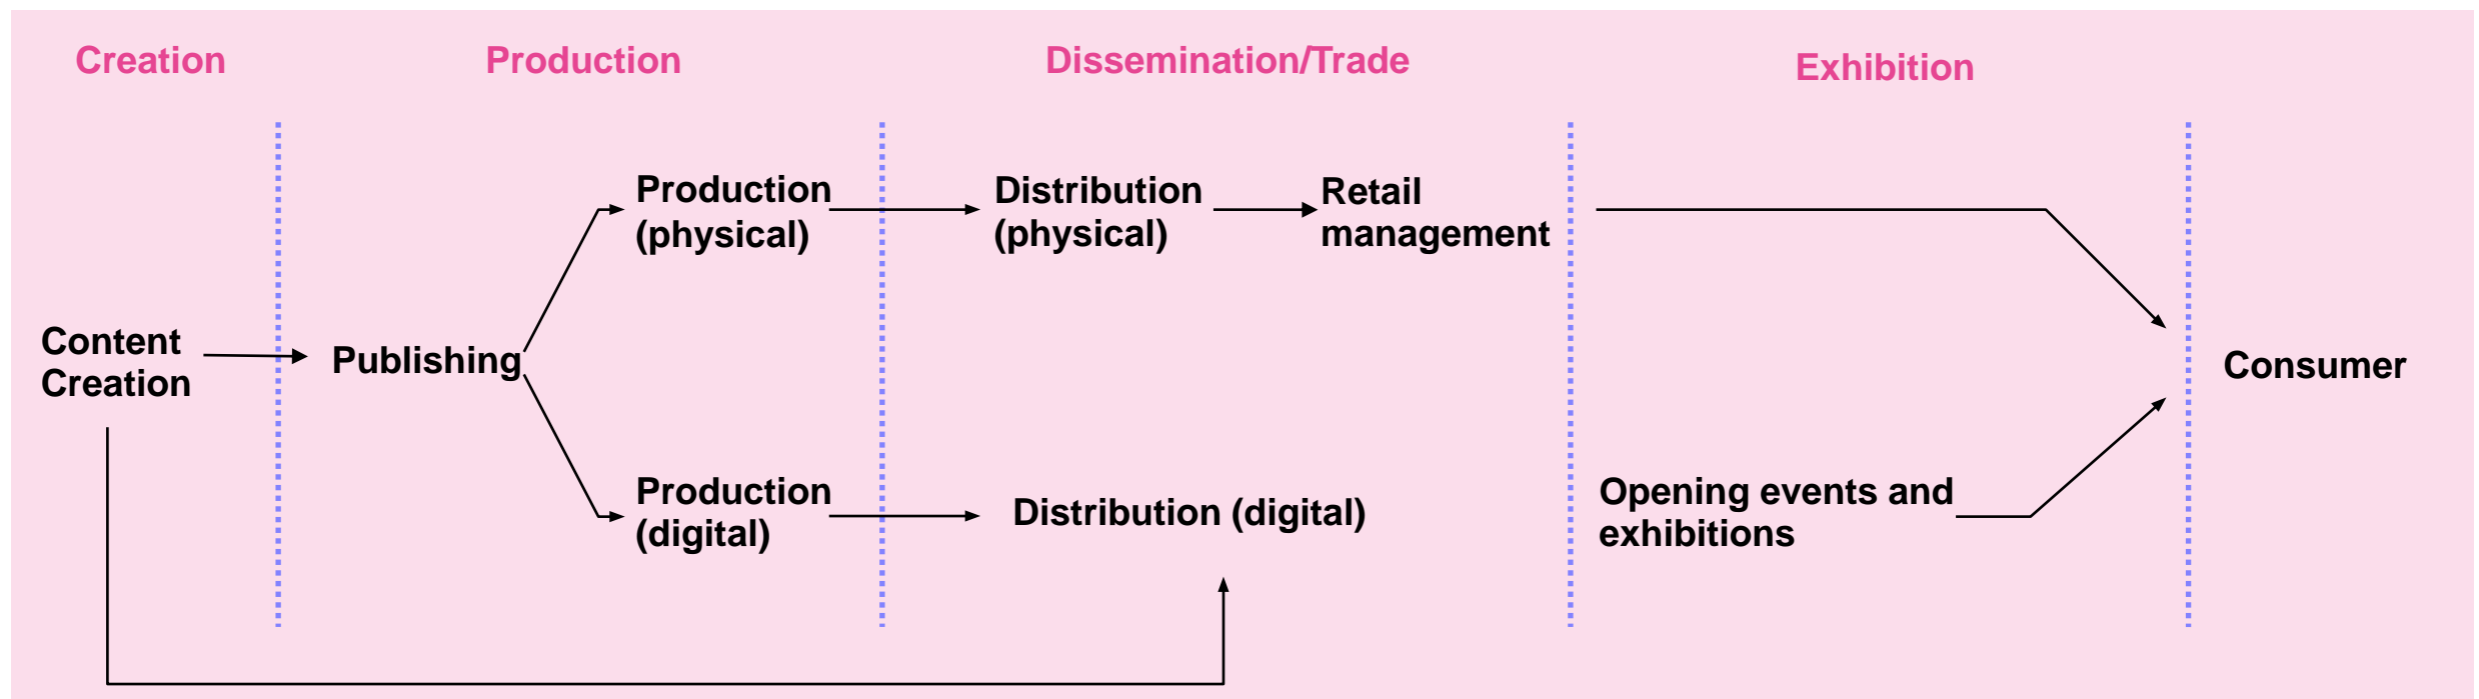 Creation
Production
Dissemination/Trade
Exhibition
Production
(physical)
Distribution
(physical)
Retail
management
Content
Creation
Publishing
Consumer
Production
(digital)
Distribution (digital)
Opening events and
exhibitions